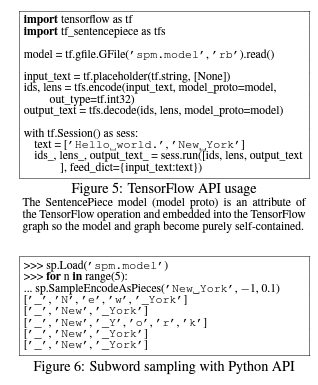 import tensorflow as tf
import tf_sentencepiece as tfs
model = tf.gfile.GFile('spm.model','rb').read()
input_text = tf.placeholder(tf.string, [None])
ids, lens = tfs.encode(input_text, model_proto=model,
out_type=tf.int32)
output_text = tfs.decode(ids, lens, model_proto=model)
with tf.Session() as sess:
text = ['Hello␣world.','New␣York']
ids_, lens_, output_text_ = sess.run([ids, lens, output_text
], feed_dict={input_text:text})
Figure 5: TensorFlow API usage
The SentencePiece model (model proto) is an attribute of
the TensorFlow operation and embedded into the TensorFlow
graph so the model and graph become purely self-contained.
>>> sp.Load('spm.model')
>>> for n in range(5):
... sp.SampleEncodeAsPieces('New␣York', −1, 0.1)
['_','N','e','w','_York']
['_','New','_York']
['_','New','_Y','o','r','k']
['_','New','_York']
['_','New','_York']
Figure 6: Subword sampling with Python API